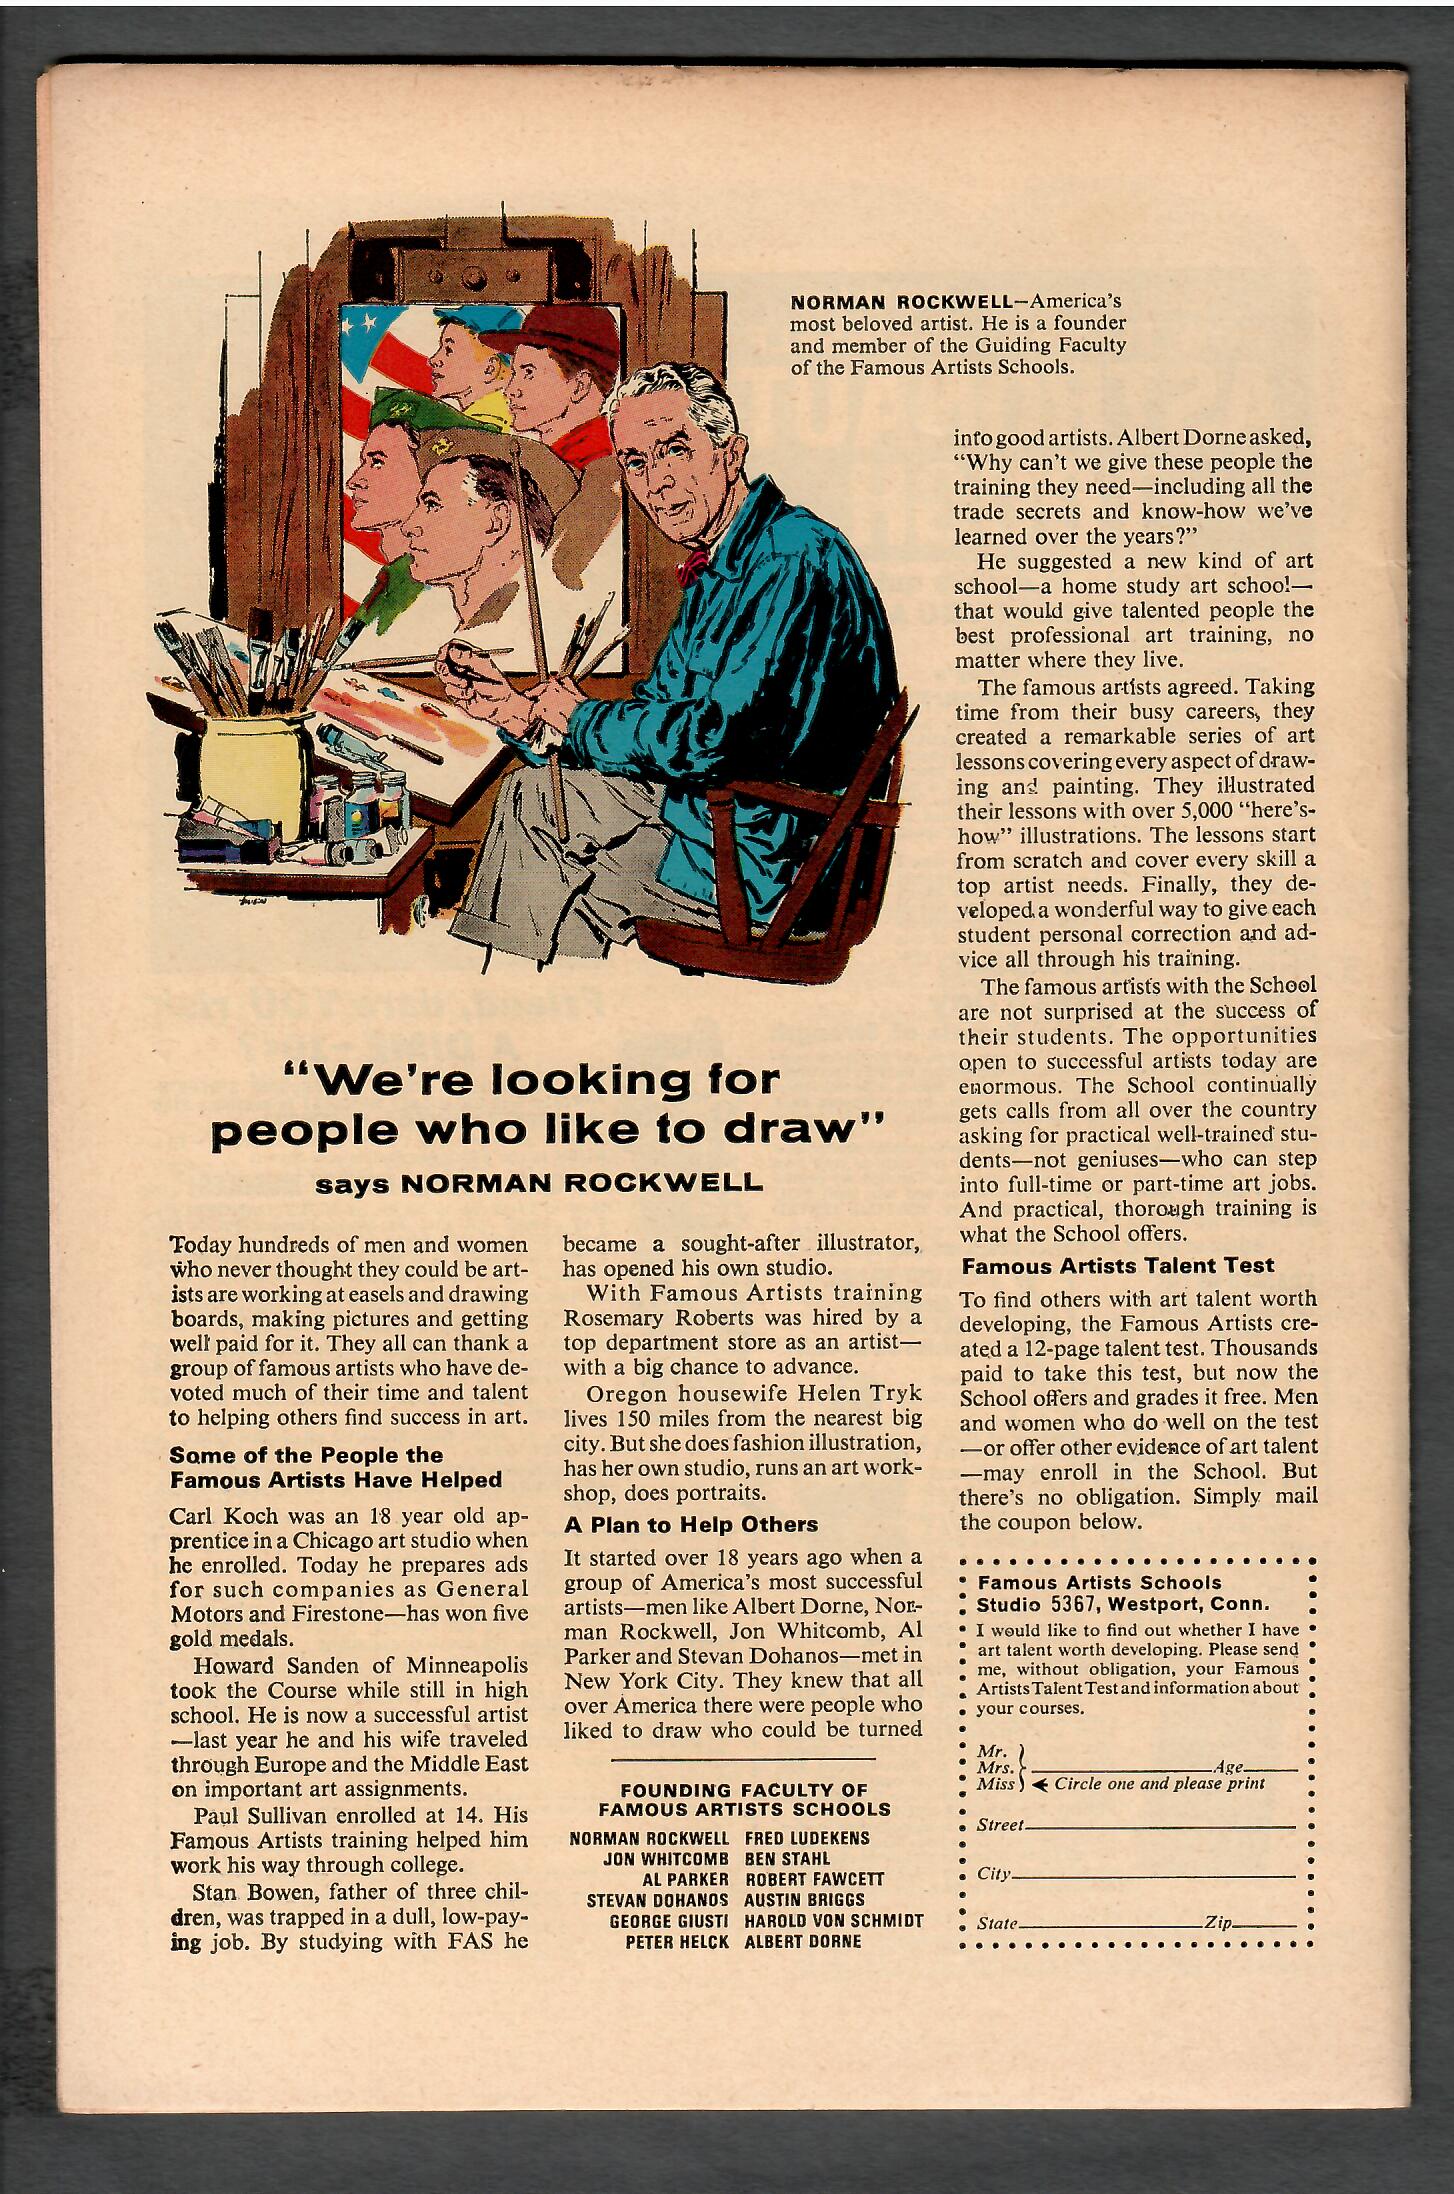 NORMAN ROCKWELL—America's
most beloved artist. He is a founder
and member of the Guiding Faculty
of the Famous Artists Schools.
"We're looking for
people who like to draw"
says NORMAN ROCKWELL
Today hundreds of men and women
who never thought they could be art-
ists are working at easels and drawing
boards, making pictures and getting
well paid for it. They all can thank a
group of famous artists who have de-
voted much of their time and talent
to helping others find success in art.
Some of the People the
Famous Artists Have Helped
Carl Koch was an 18 year old ap-
prentice in a Chicago art studio when
he enrolled. Today he prepares ads
for such companies as General
Motors and Firestone—has won five
gold medals.
Howard Sanden of Minneapolis
took the Course while still in high
school. He is now a successful artist
—last year he and his wife traveled
through Europe and the Middle East
on important art assignments.
Paul Sullivan enrolled at 14. His
Famous Artists training helped him
work his way through college.
Stan Bowen, father of three chil-
dren, was trapped in a dull, low-pay-
ing job. By studying with FAS he
became a sought-after illustrator,
has opened his own studio.
With Famous Artists training
Rosemary Roberts was hired by a
top department store as an artist—
with a big chance to advance.
Oregon housewife Helen Tryk
lives 150 miles from the nearest big
city. But she does fashion illustration,
has her own studio, runs an art work-
shop, does portraits.
A Plan to Help Others
It started over 18 years ago when a
group of America's most successful
artists—men like Albert Dorne, Nor-
man Rockwell, Jon Whitcomb, Al
Parker and Stevan Dohanos—met in
New York City. They knew that all
over America there were people who
liked to draw who could be turned
FOUNDING FACULTY OF
FAMOUS ARTISTS SCHOOLS
NORMAN ROCKWELL FRED LUDEKENS
JON WHITCOMB BEN STAHL
AL PARKER ROBERT FAWCETT
STEVAN DOHANOS AUSTIN BRIGGS
GEORGE GIUSTI HAROLD VON SCHMIDT
PETER HELCK ALBERT DORNE
into good artists. Albert Dorne asked,
"Why can't we give these people the
training they need—including all the
trade secrets and know-how we've
learned over the years?"
He suggested a new kind of art
school—a home study art school—
that would give talented people the
best professional art training, no
matter where they live.
The famous artists agreed. Taking
time from their busy careers, they
created a remarkable series of art
lessons covering every aspect of draw-
ing and painting. They illustrated
their lessons with over 5,000 "here's-
how" illustrations. The lessons start
from scratch and cover every skill a
top artist needs. Finally, they de-
veloped a wonderful way to give each
student personal correction and ad-
vice all through his training.
The famous artists with the School
are not surprised at the success of
their students. The opportunities
open to successful artists today are
enormous. The School continually
gets calls from all over the country
asking for practical well-trained stu-
dents—not geniuses—who can step
into full-time or part-time art jobs.
And practical, thorough training is
what the School offers.
Famous Artists Talent Test
To find others with art talent worth
developing, the Famous Artists cre-
ated a 12-page talent test. Thousands
paid to take this test, but now the
School offers and grades it free. Men
and women who do well on the test
—or offer other evidence of art talent
—may enroll in the School. But
there's no obligation. Simply mail
the coupon below.
Famous Artists Schools
Studio 5367, Westport, Conn.
I would like to find out whether I have
art talent worth developing. Please send
me, without obligation, your Famous
Artists Talent Test and information about
your courses.
Mr.
Mrs. Age
Miss Circle one and please print
Street
City
State Zip